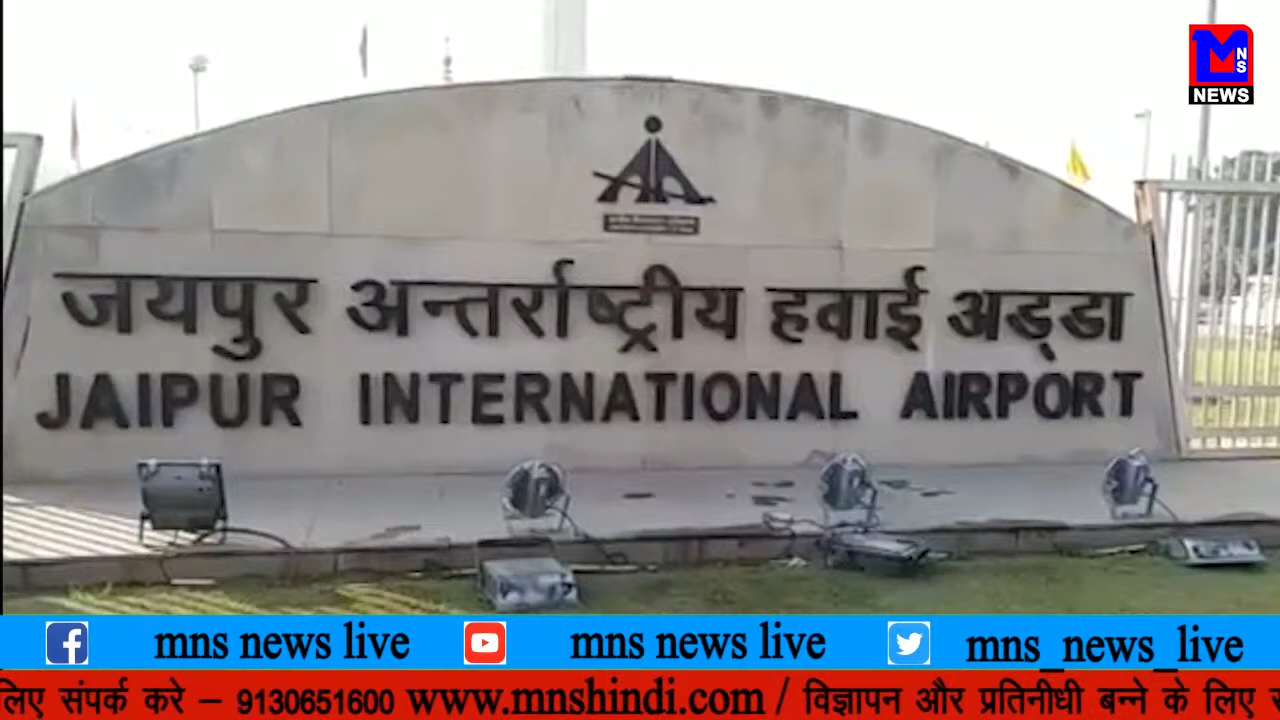 MNS
NEWS
जयपुर अन्तर्राष्ट्रीय हवाई अड्डा
JAIPUR INTERNATIONAL AIRPORT
mns news live mns news live mns_news_live
लिए संपर्क करे – 9130651600 www.mnshindi.com / विज्ञापन और प्रतिनीधी बन्ने के लिए